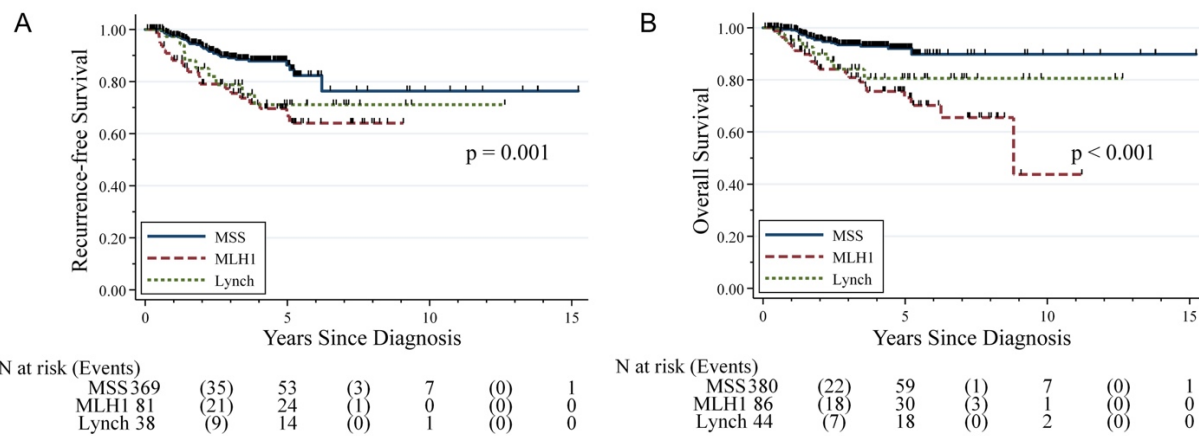 A
Recurrence-free Survival
1.00
0.80
0.60
0.40
0.20
0.00
p = 0.001
MSS
MLH1
Lynch
0 5 10 15
Years Since Diagnosis
N at risk (Events)
MSS 369 (35) 53 (3) 7 (0) 1
MLH1 81 (21) 24 (1) 0 (0) 0
Lynch 38 (9) 14 (0) 1 (0) 0
B
Overall Survival
1.00
0.80
0.60
0.40
0.20
0.00
p < 0.001
MSS
MLH1
Lynch
0 5 10 15
Years Since Diagnosis
N at risk (Events)
MSS 380 (22) 59 (1) 7 (0) 1
MLH1 86 (18) 30 (3) 1 (0) 0
Lynch 44 (7) 18 (0) 2 (0) 0